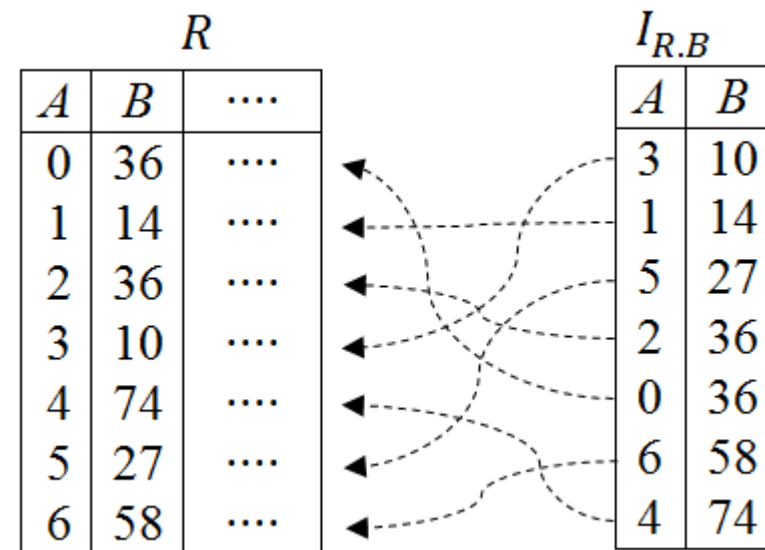 R I_{R.B}
A B .... A B
0 36 .... 3 10
1 14 .... 1 14
2 36 .... 5 27
3 10 .... 2 36
4 74 .... 0 36
5 27 .... 6 58
6 58 .... 4 74